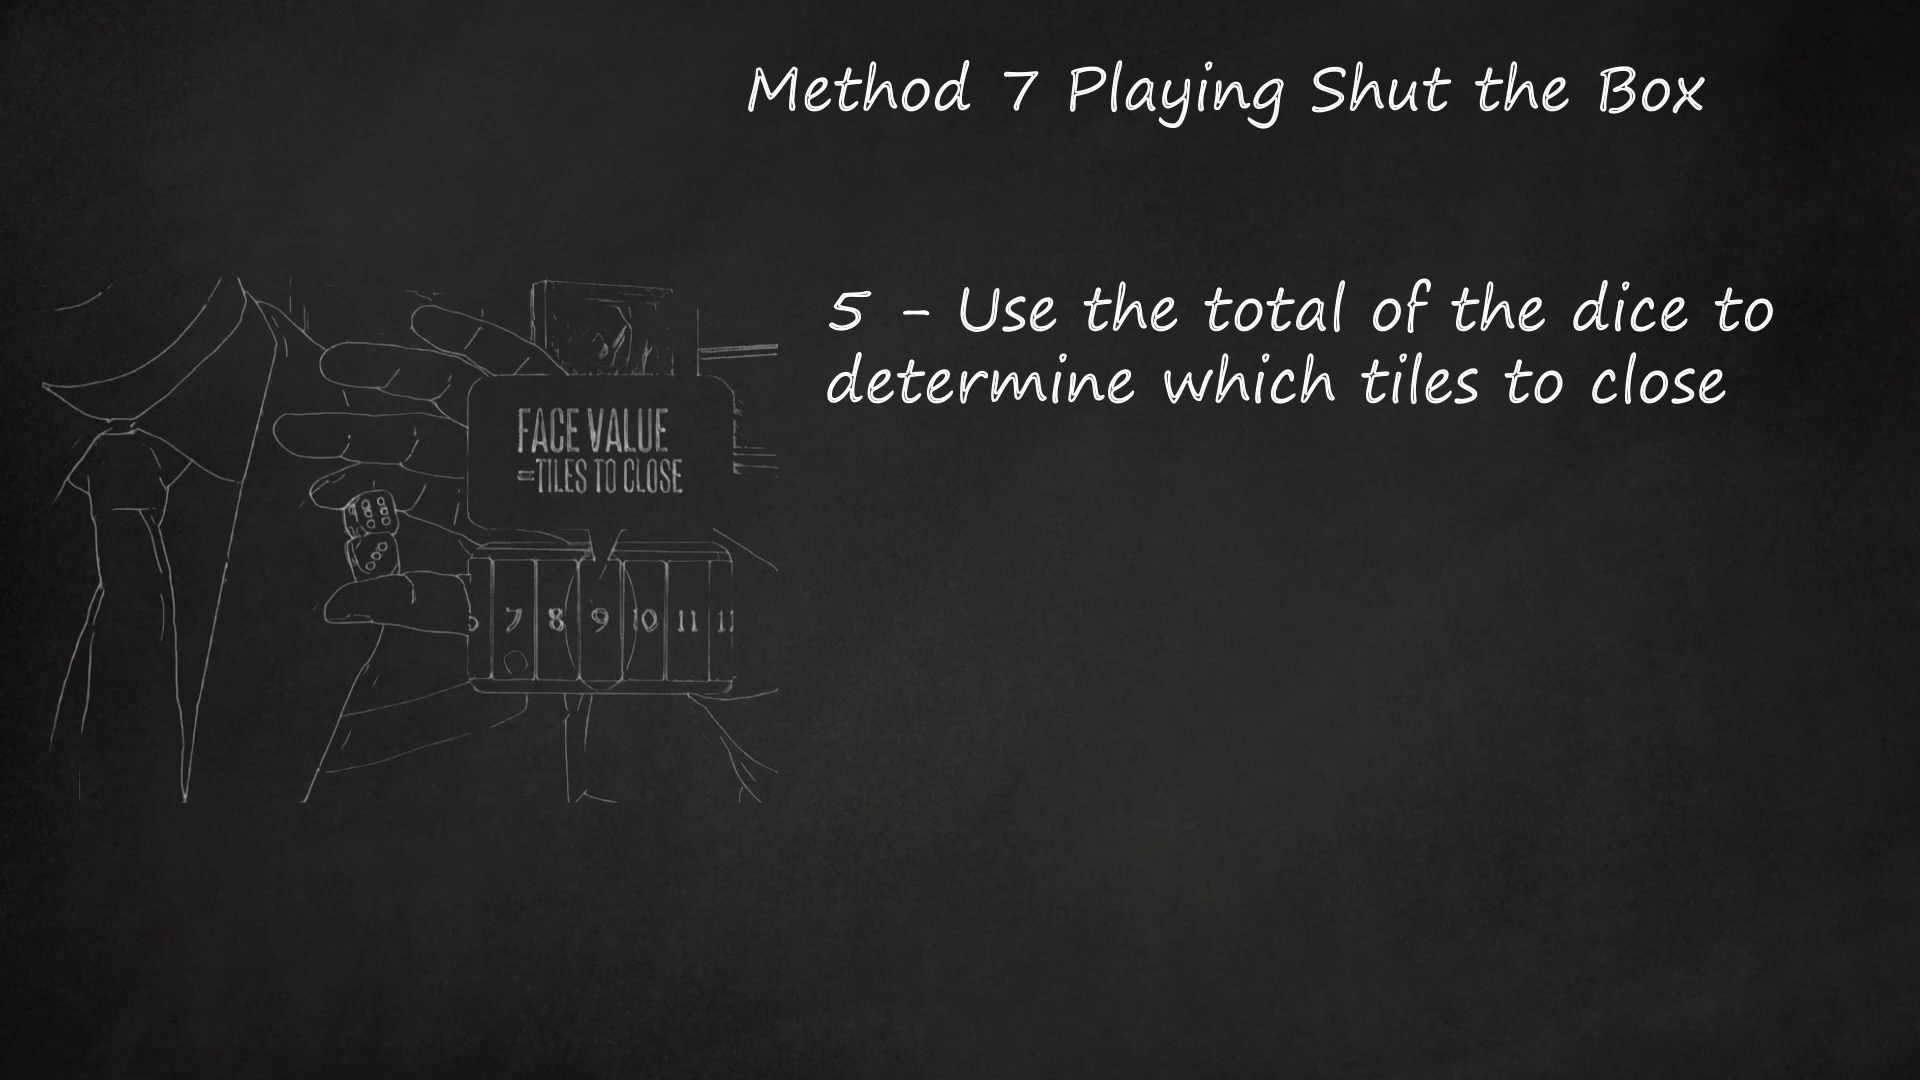 Method 7 Playing Shut the Box
5 - Use the total of the dice to
determine which tiles to close
FACE VALUE
=TILES TO CLOSE
7 8 9 10 11